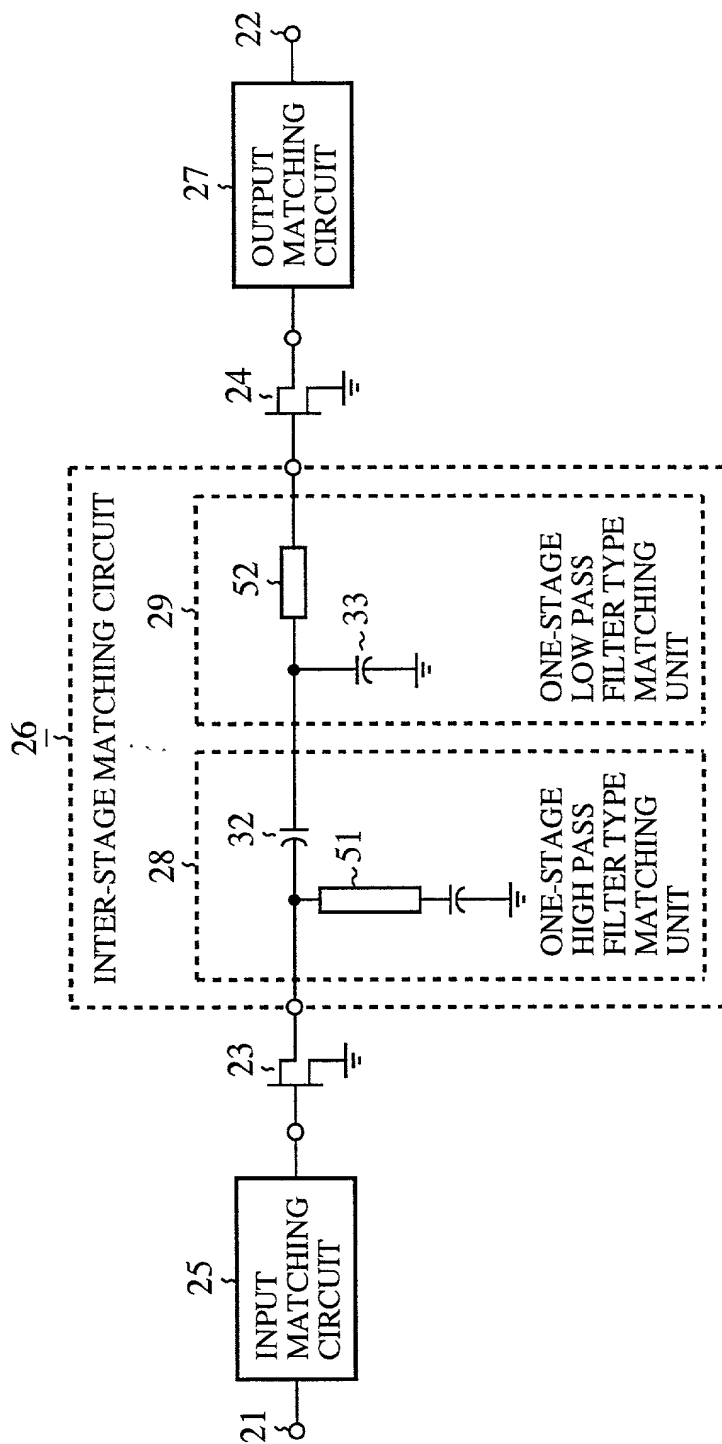 26
INTER-STAGE MATCHING CIRCUIT
28
29
21
25
INPUT
MATCHING
CIRCUIT
23
32
51
ONE-STAGE
HIGH PASS
FILTER TYPE
MATCHING
UNIT
52
33
ONE-STAGE
LOW PASS
FILTER TYPE
MATCHING
UNIT
24
27
OUTPUT
MATCHING
CIRCUIT
22